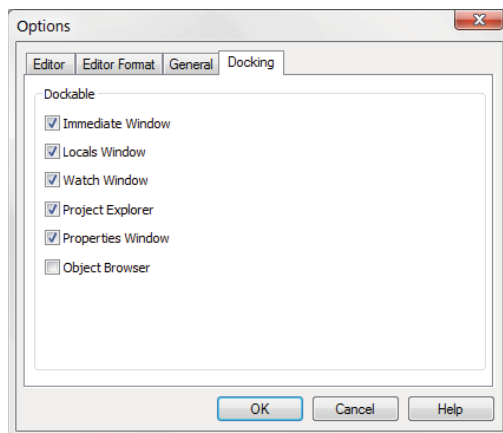 Options
Editor Editor Format General Docking
Dockable
Immediate Window
Locals Window
Watch Window
Project Explorer
Properties Window
Object Browser
OK Cancel Help